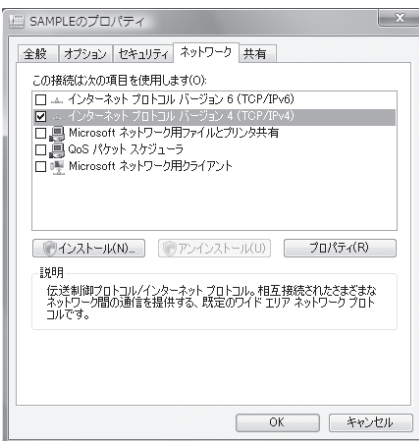 SAMPLEのプロパティ
全般 オプション セキュリティ ネットワーク 共有
この接続は次の項目を使用します(O):
インターネット プロトコル バージョン 6 (TCP/IPv6)
インターネット プロトコル バージョン 4 (TCP/IPv4)
Microsoft ネットワーク用ファイルとプリンタ共有
QoS パケット スケジューラ
Microsoft ネットワーク用クライアント
インストール(N)... アンインストール(U) プロパティ(R)
説明
伝送制御プロトコル/インターネット プロトコル。相互接続されたさまざまな
ネットワーク間の通信を提供する、既定のワイド エリア ネットワーク プロト
コルです。
OK キャンセル